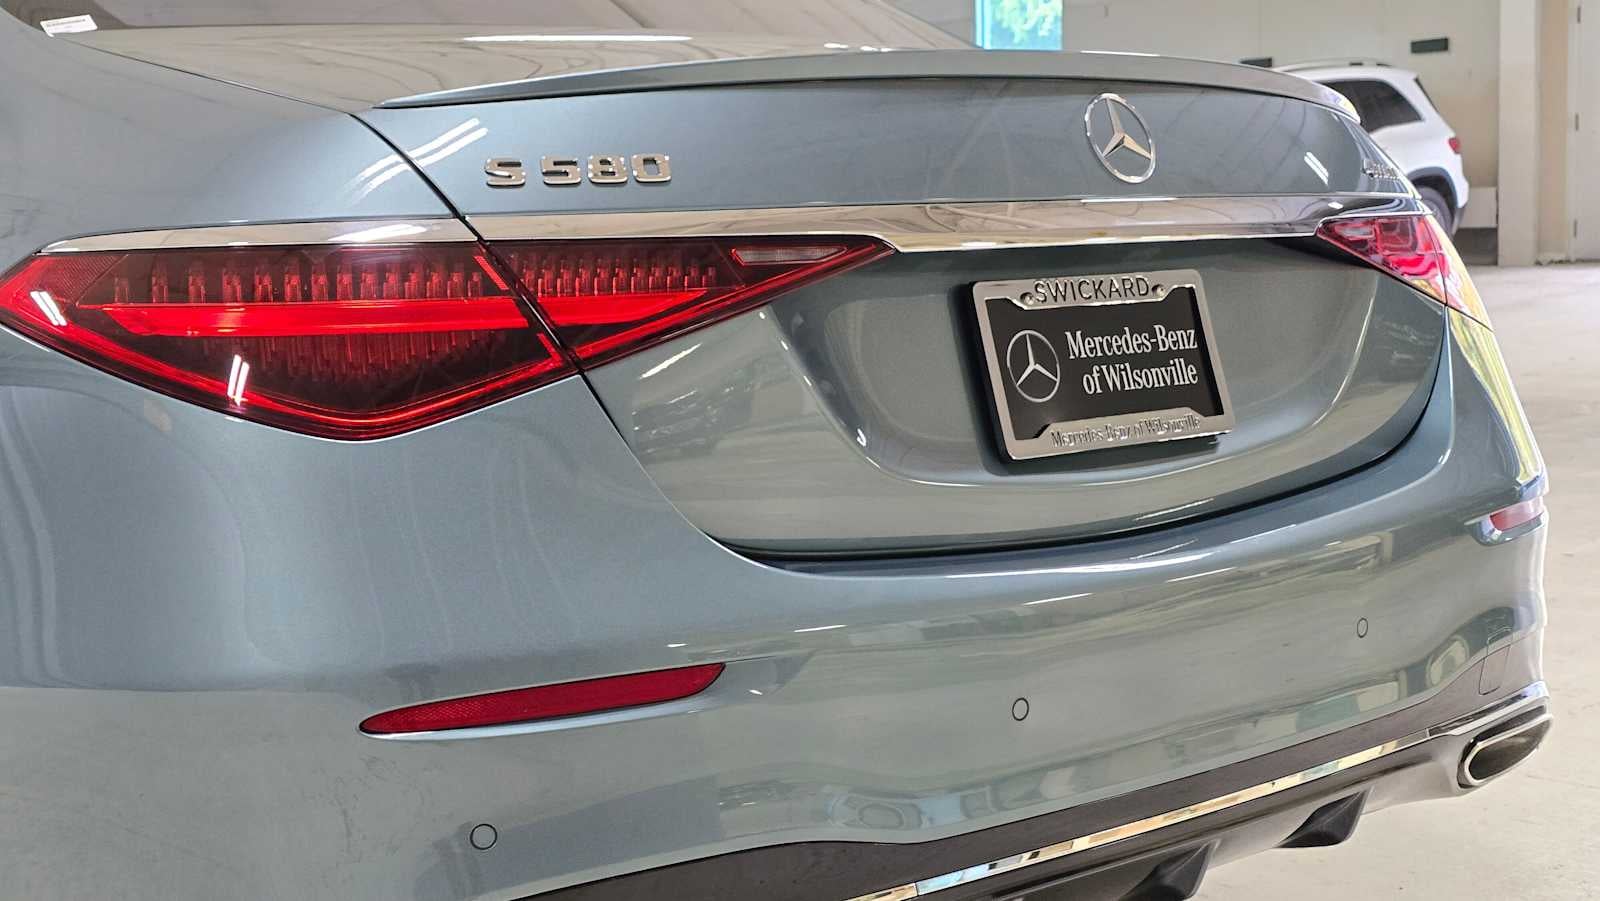 S 580
SWICKARD
Mercedes-Benz
of Wilsonville
Mercedes-Benz of Wilsonville